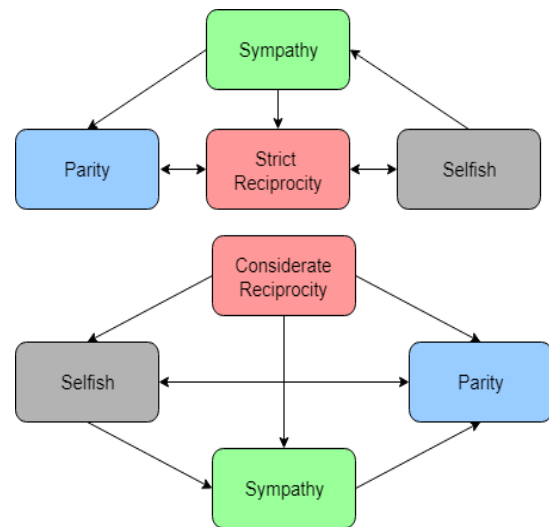 Sympathy
Parity
Strict
Reciprocity
Selfish
Considerate
Reciprocity
Selfish
Parity
Sympathy